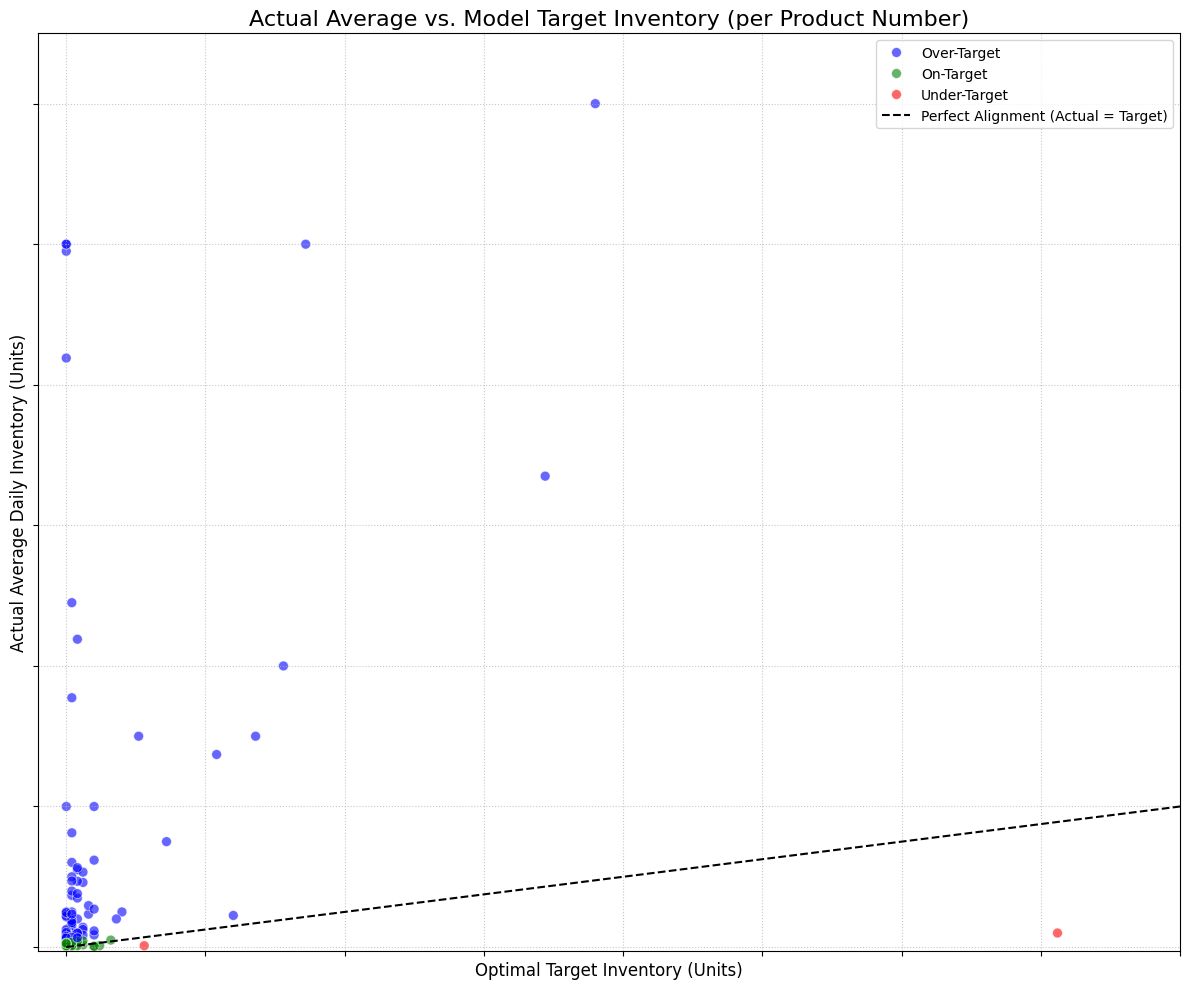 Actual Average vs. Model Target Inventory (per Product Number)
Over-Target
On-Target
Under-Target
Perfect Alignment (Actual = Target)
Actual Average Daily Inventory (Units)
Optimal Target Inventory (Units)